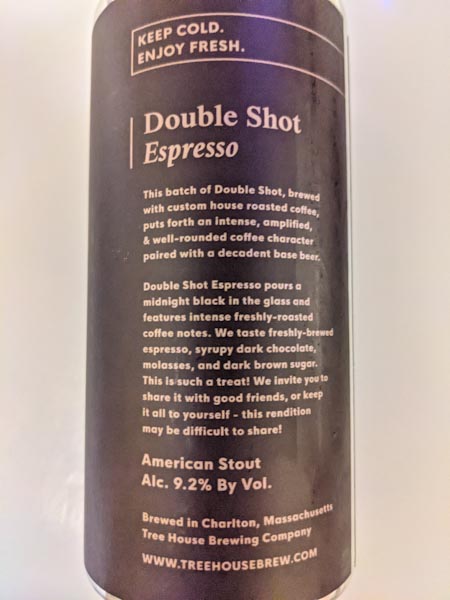 KEEP COLD.
ENJOY FRESH.
Double Shot
Espresso
This batch of Double Shot, brewed
with custom house roasted coffee,
puts forth an intense, amplified,
& well-rounded coffee character
paired with a decadent base beer.
Double Shot Espresso pours a
midnight black in the glass and
features intense freshly-roasted
coffee notes. We taste freshly-brewed
espresso, syrupy dark chocolate,
molasses, and dark brown sugar.
This is such a treat! We invite you to
share it with good friends, or keep
it all to yourself - this rendition
may be difficult to share!
American Stout
Alc. 9.2% By Vol.
Brewed in Charlton, Massachusetts
Tree House Brewing Company
WWW.TREEHOUSEBREW.COM